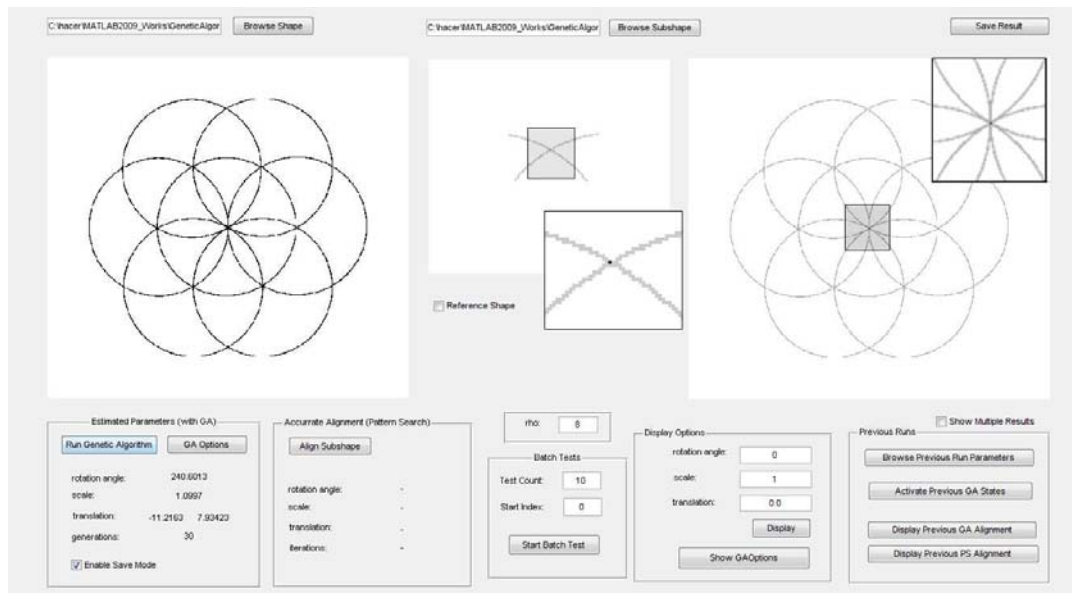 C:\hacer\MATLAB2009_Works\GeneticAlgor
Browse Shape
C:\hacer\MATLAB2009_Works\GeneticAlgor
Browse Subshape
Save Result
Reference Shape
Estimated Parameters (with GA)
Run Genetic Algorithm
GA Options
rotation angle: 240.6013
scale: 1.0997
translation: -11.2163 7.93423
generations: 30
Enable Save Mode
Accurrate Alignment (Pattern Search)
Align Subshape
rotation angle: -
scale: -
translation: -
iterations: -
rho: 8
Batch Tests
Test Count: 10
Start Index: 0
Start Batch Test
Display Options
rotation angle: 0
scale: 1
translation: 0 0
Display
Show GAOptions
Show Multiple Results
Previous Runs
Browse Previous Run Parameters
Activate Previous GA States
Display Previous GA Alignment
Display Previous PS Alignment